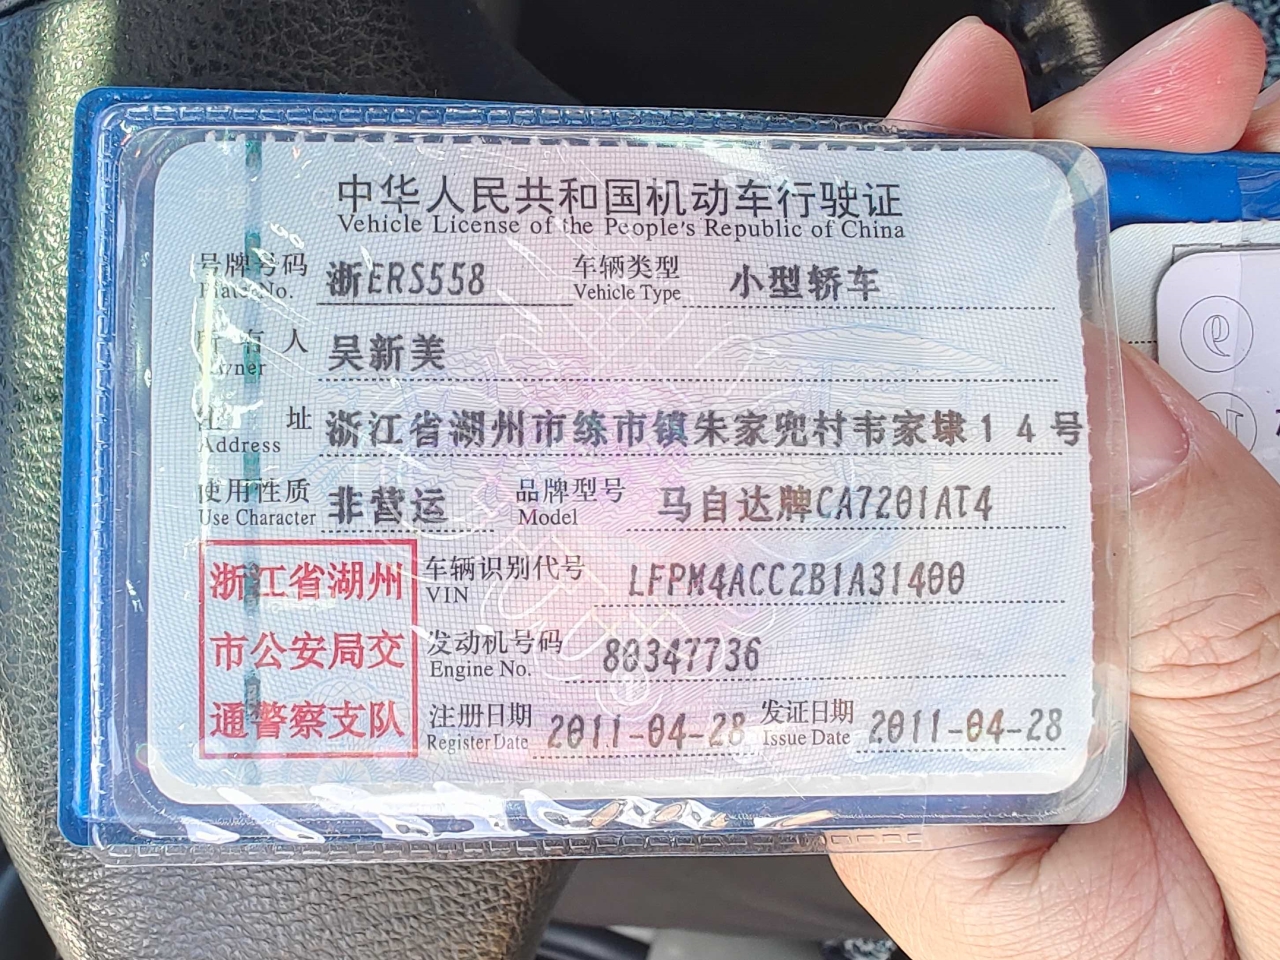 中华人民共和国机动车行驶证
Vehicle License of the People's Republic of China
号牌号码 浙ERS558 车辆类型 小型轿车
Plate No. Vehicle Type
所有人 吴新美
Owner
住址 浙江省湖州市练市镇朱家兜村韦家埭14号
Address
使用性质 非营运 品牌型号 马自达牌CA7201AT4
Use Character Model
浙江省湖州 车辆识别代号 LFPM4ACC2B1A31400
VIN
市公安局交 发动机号码 80347736
Engine No.
通警察支队 注册日期 2011-04-28 发证日期 2011-04-28
Register Date Issue Date